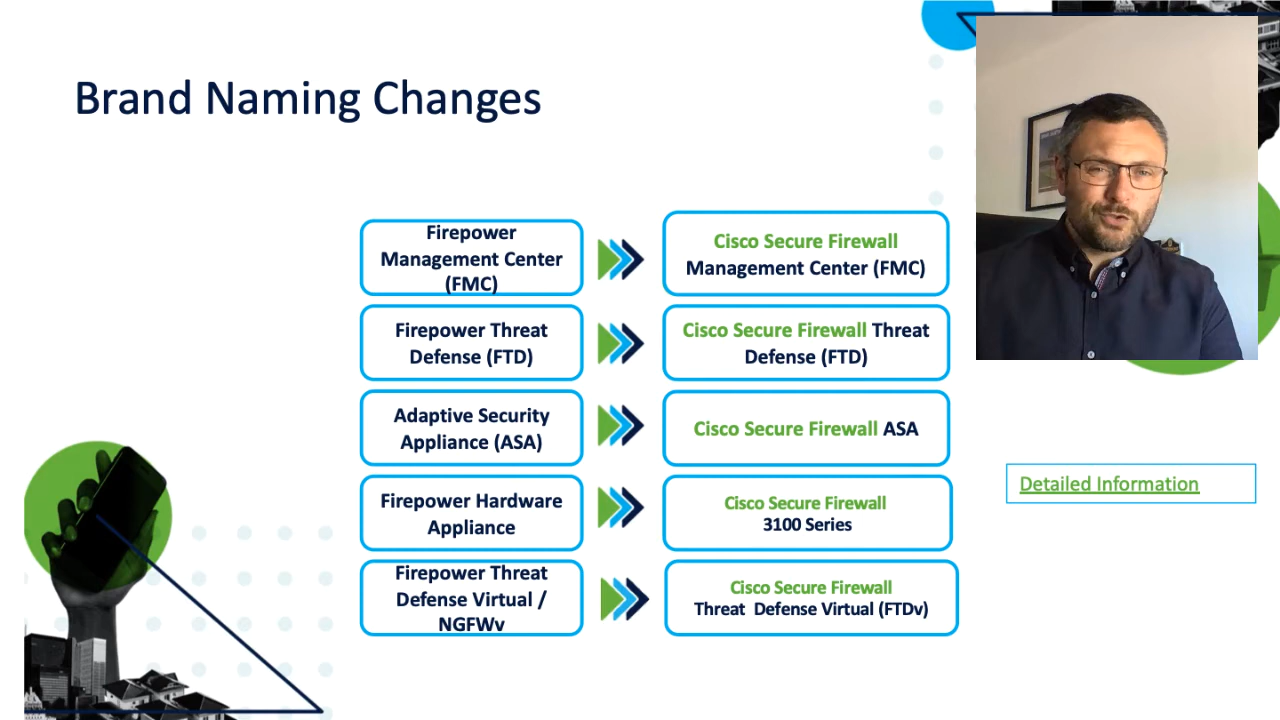 Brand Naming Changes
Firepower
Management Center
(FMC)
Cisco Secure Firewall
Management Center (FMC)
Firepower Threat
Defense (FTD)
Cisco Secure Firewall Threat
Defense (FTD)
Adaptive Security
Appliance (ASA)
Cisco Secure Firewall ASA
Firepower Hardware
Appliance
Cisco Secure Firewall
3100 Series
Firepower Threat
Defense Virtual /
NGFWv
Cisco Secure Firewall
Threat Defense Virtual (FTDv)
Detailed Information